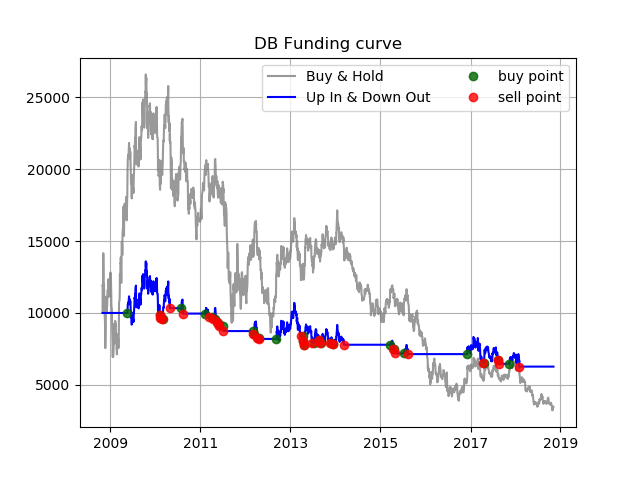 DB Funding curve
Buy & Hold
Up In & Down Out
buy point
sell point
25000
20000
15000
10000
5000
2009 2011 2013 2015 2017 2019